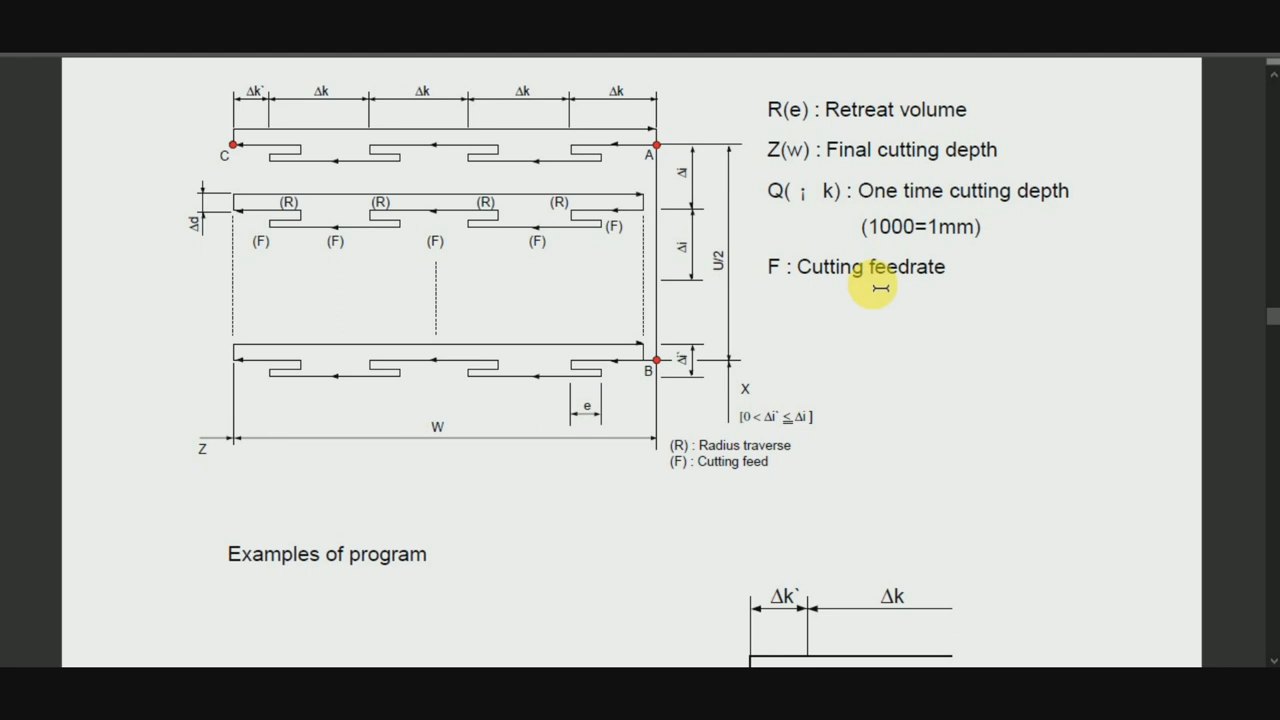 Δk` Δk Δk Δk Δk
C
A
Δi
Δd
(R) (R) (R) (R)
(F) (F) (F) (F) (F)
Δi
U/2
B
Δi`
X
[0 < Δi` ≦ Δi ]
e
W
Z
(R) : Radius traverse
(F) : Cutting feed
R(e) : Retreat volume
Z(w) : Final cutting depth
Q( ¡ k) : One time cutting depth
(1000=1mm)
F : Cutting feedrate
Examples of program
Δk` Δk